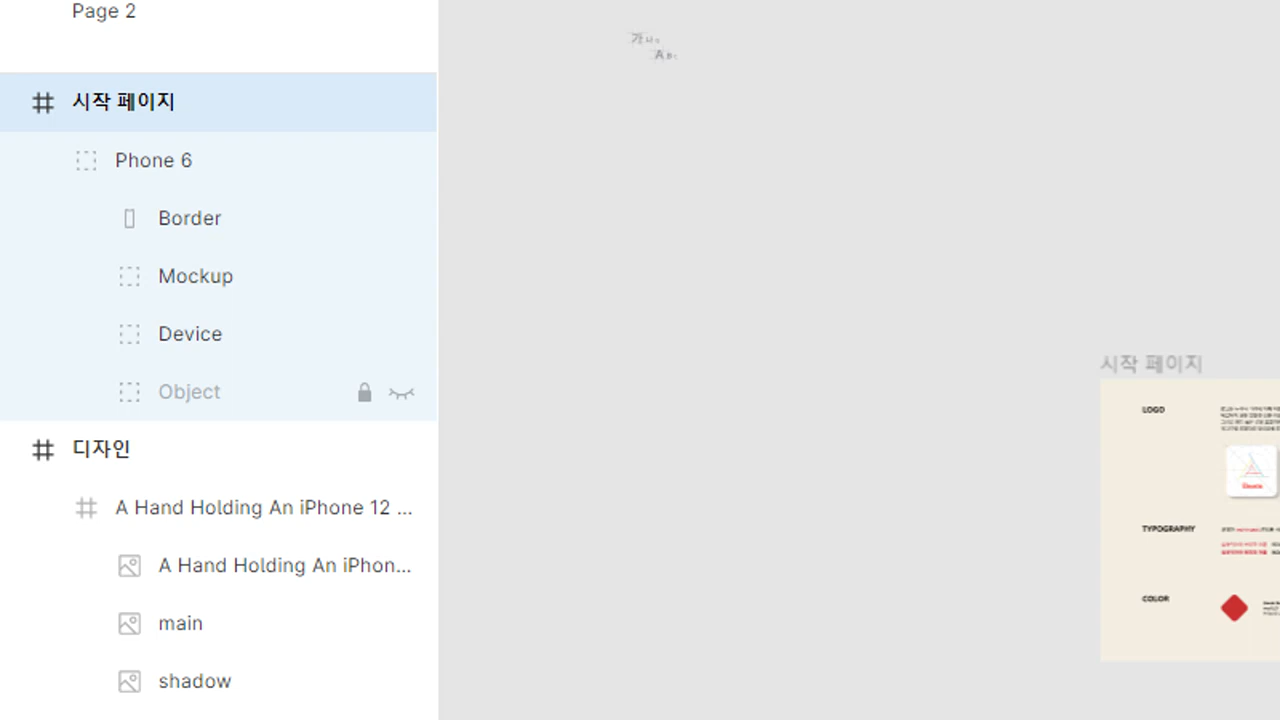 Page 2
시작 페이지
Phone 6
Border
Mockup
Device
Object
디자인
A Hand Holding An iPhone 12 ...
A Hand Holding An iPhon...
main
shadow
가
A
시작 페이지
LOGO
TYPOGRAPHY
COLOR